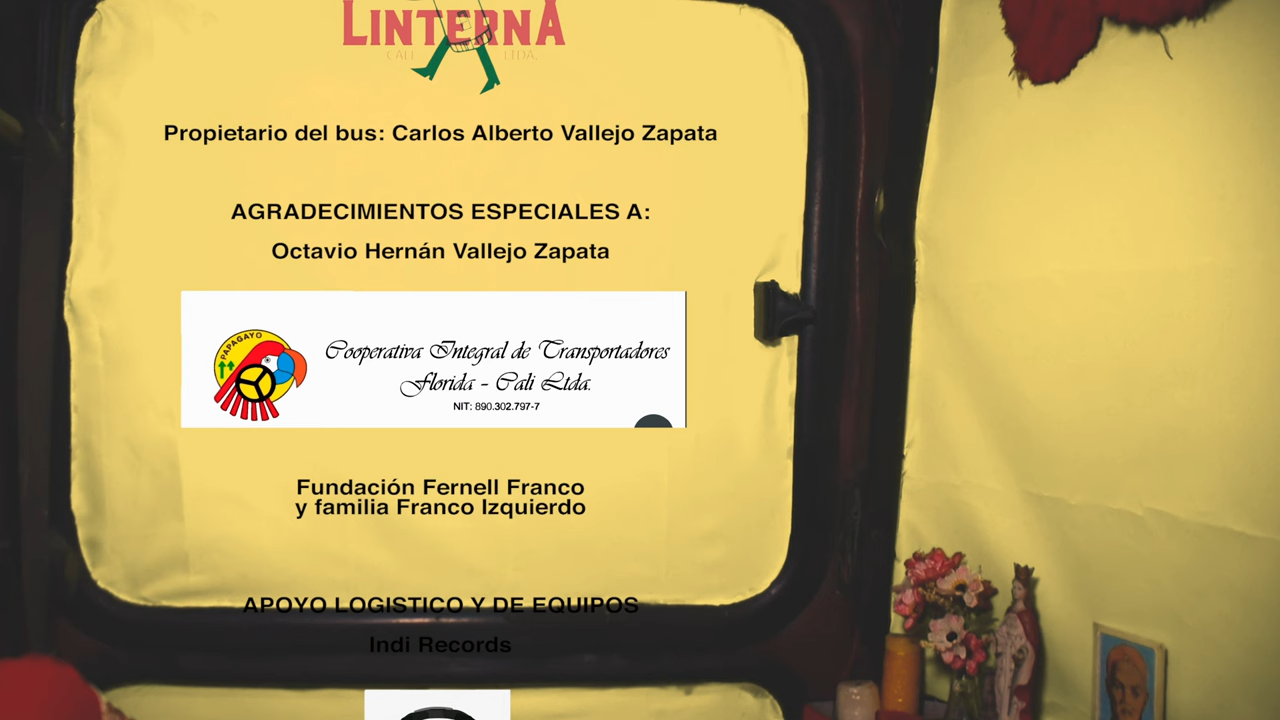 LINTERNA
CALI LTDA.
Propietario del bus: Carlos Alberto Vallejo Zapata
AGRADECIMIENTOS ESPECIALES A:
Octavio Hernán Vallejo Zapata
PAPAGAYO
Cooperativa Integral de Transportadores
Florida - Cali Ltda.
NIT: 890.302.797-7
Fundación Fernell Franco
y familia Franco Izquierdo
APOYO LOGISTICO Y DE EQUIPOS
Indi Records